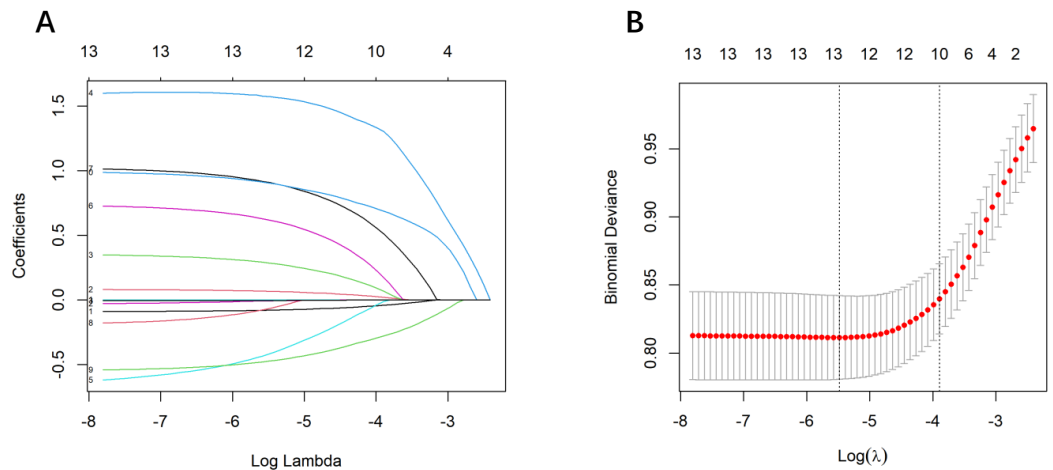 A
13 13 13 12 10 4
Coefficients
1.5
1.0
0.5
0.0
-0.5
4
7
0
6
3
2
1
8
9
5
-8 -7 -6 -5 -4 -3
Log Lambda
B
13 13 13 13 13 12 12 10 6 4 2
Binomial Deviance
0.95
0.90
0.85
0.80
-8 -7 -6 -5 -4 -3
Log(λ)